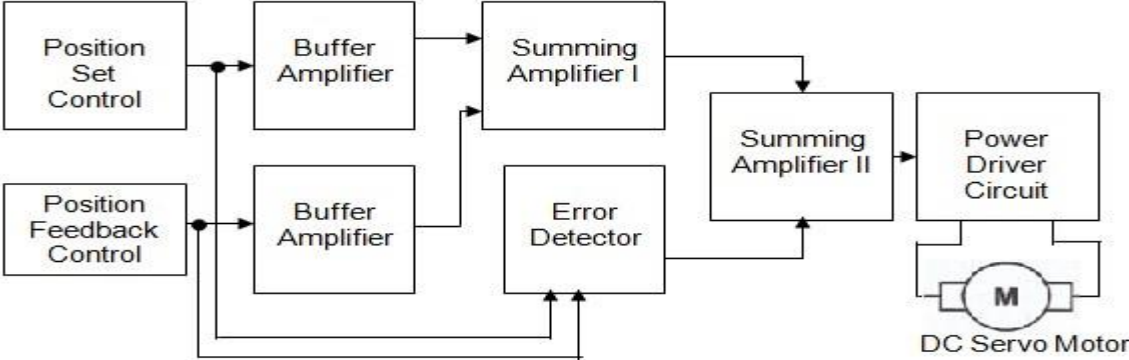 Position
Set
Control
Buffer
Amplifier
Summing
Amplifier I
Summing
Amplifier II
Power
Driver
Circuit
Position
Feedback
Control
Buffer
Amplifier
Error
Detector
M
DC Servo Motor